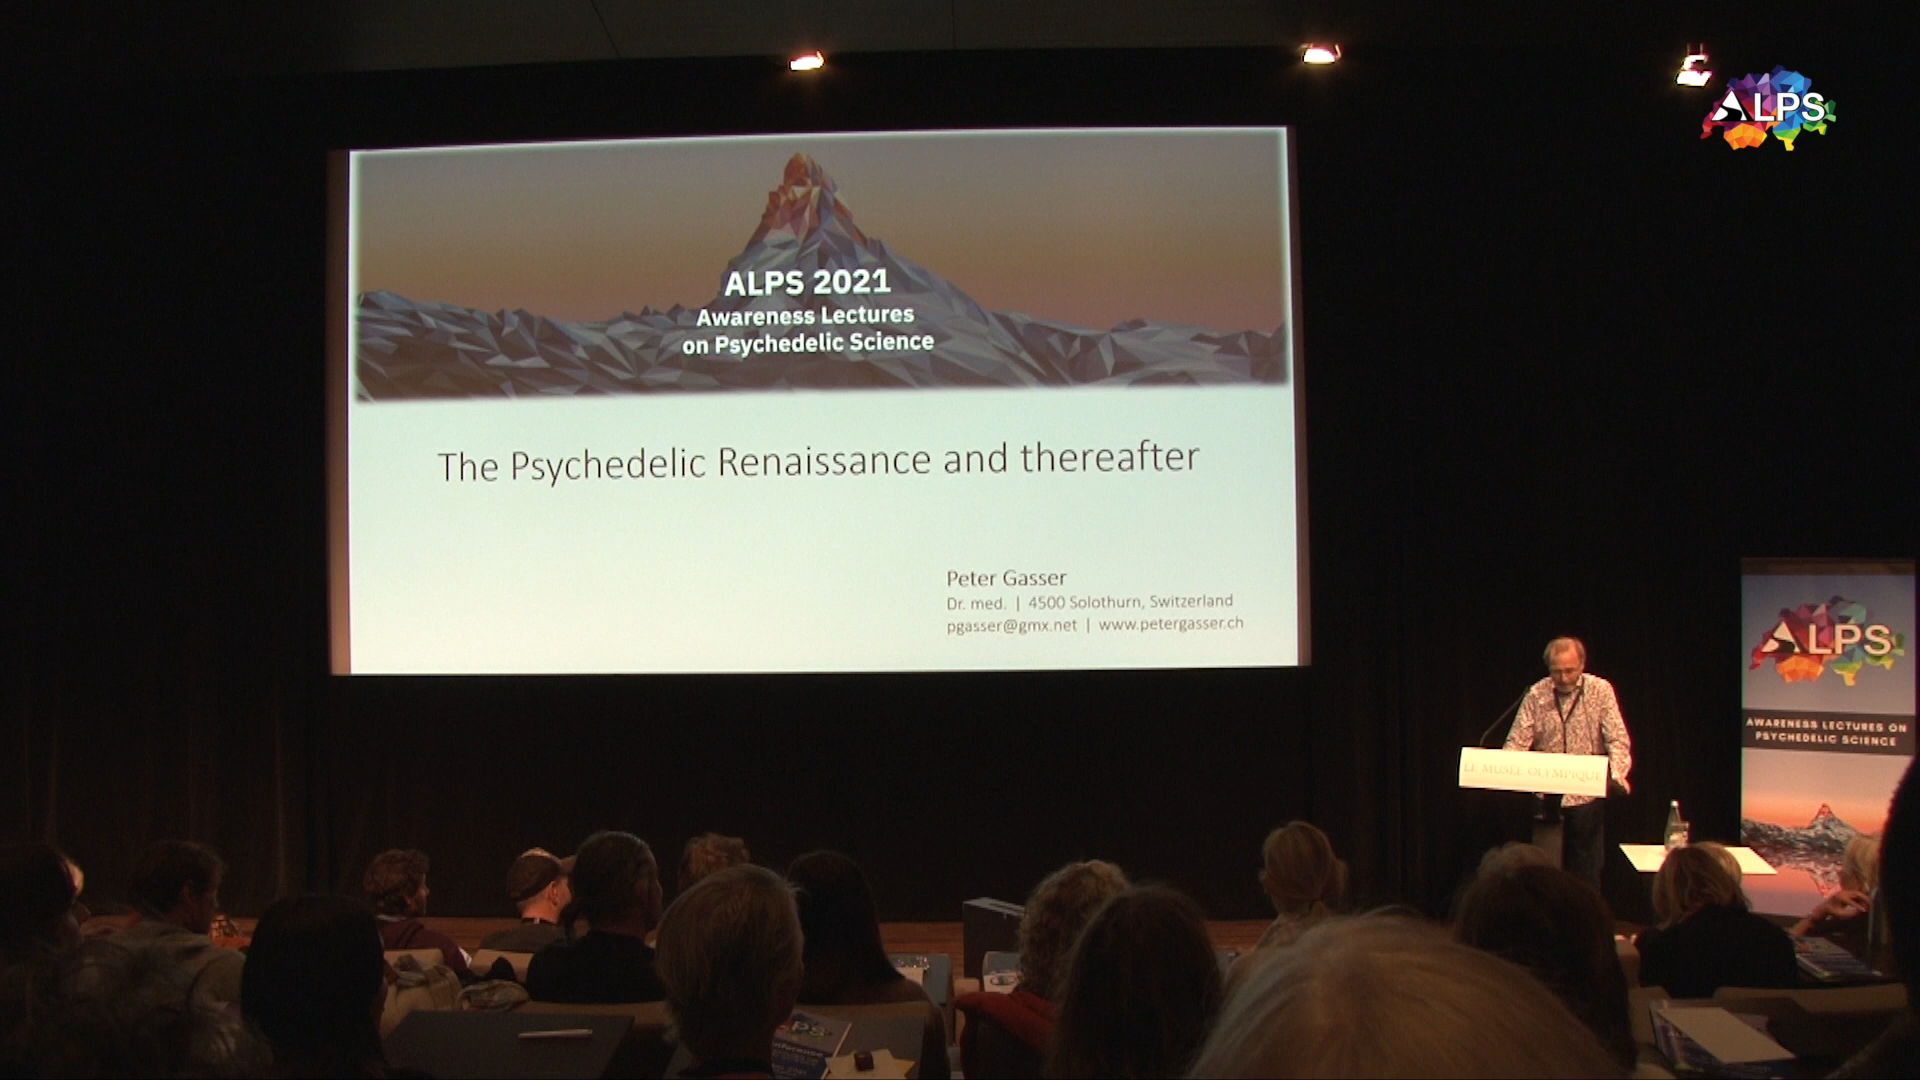 ALPS
ALPS 2021
Awareness Lectures
on Psychedelic Science
The Psychedelic Renaissance and thereafter
Peter Gasser
Dr. med. | 4500 Solothurn, Switzerland
pgasser@gmx.net | www.petergasser.ch
ALPS
AWARENESS LECTURES ON
PSYCHEDELIC SCIENCE
LE MUSÉE OLYMPIQUE